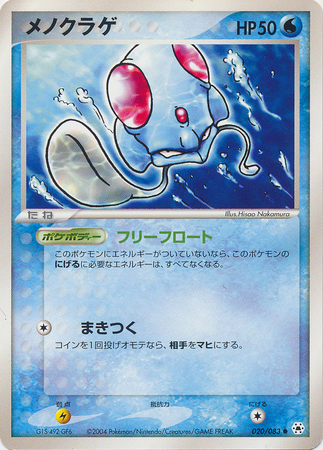 メノクラゲ HP50
たね
Illus.Hisao Nakamura
ポケボディー フリーフロート
このポケモンにエネルギーがついていないなら、このポケモンの
にげるに必要なエネルギーは、すべてなくなる。
まきつく
コインを1回投げオモテなら、相手をマヒにする。
弱点 抵抗力 にげる
G15 492 GF6 ©2004 Pokémon/Nintendo/Creatures/GAME FREAK 020/083 ●